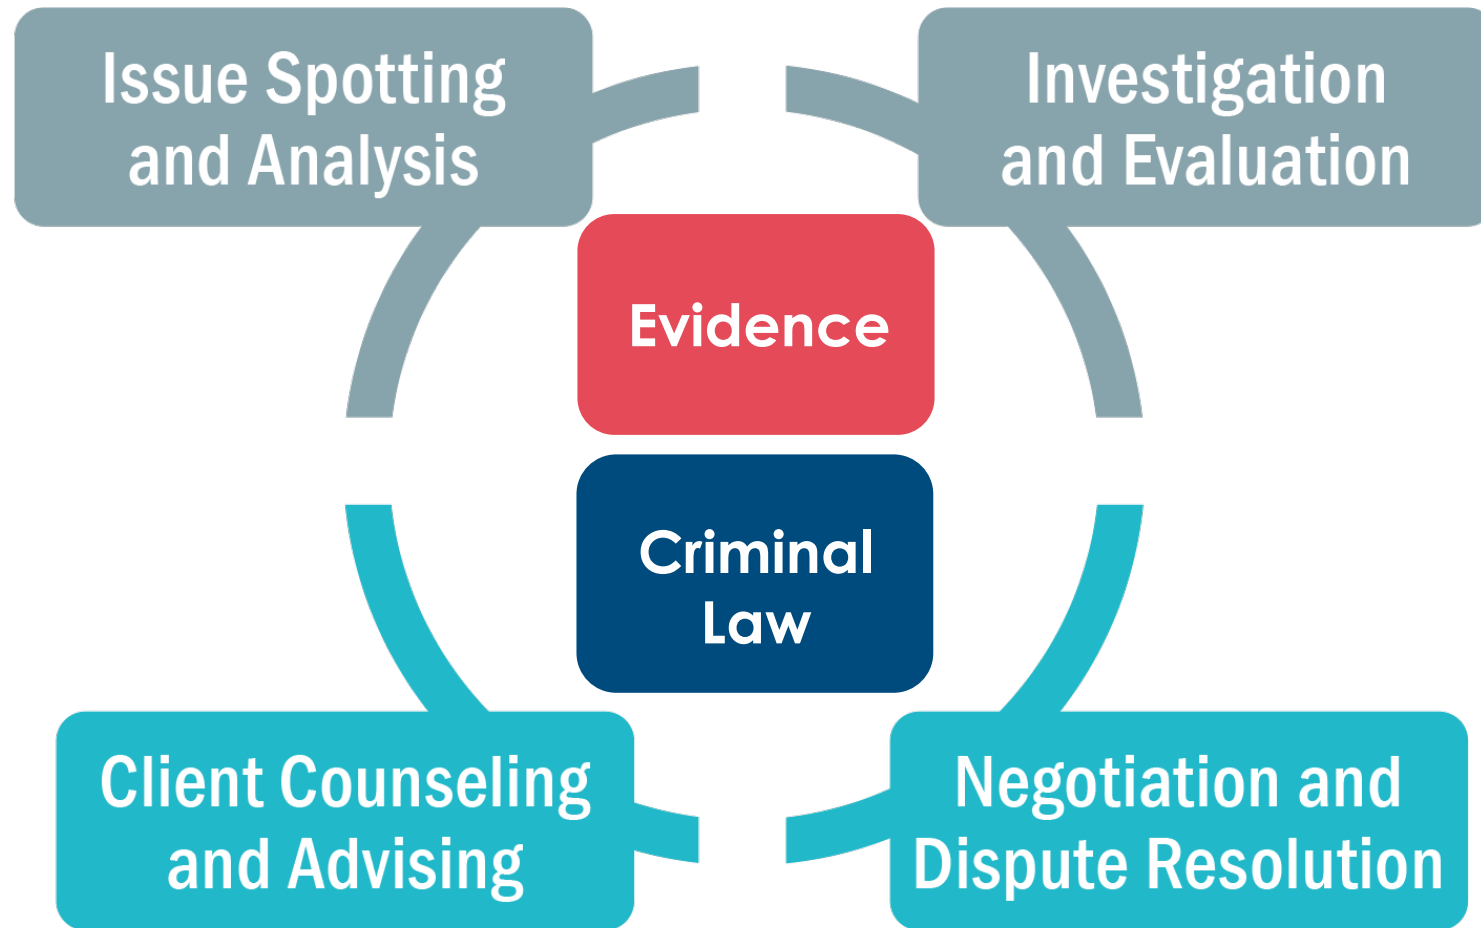 Issue Spotting
and Analysis
Investigation
and Evaluation
Evidence
Criminal
Law
Client Counseling
and Advising
Negotiation and
Dispute Resolution